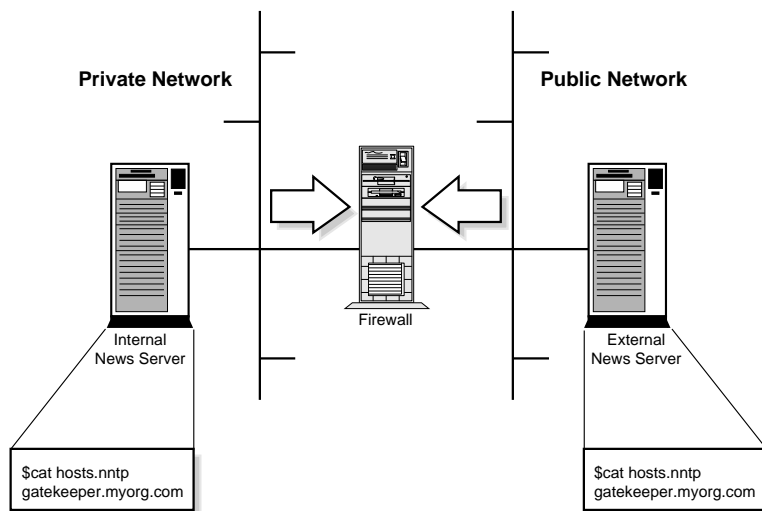 Private Network
Public Network
Firewall
Internal
News Server
External
News Server
$cat hosts.nntp
gatekeeper.myorg.com
$cat hosts.nntp
gatekeeper.myorg.com